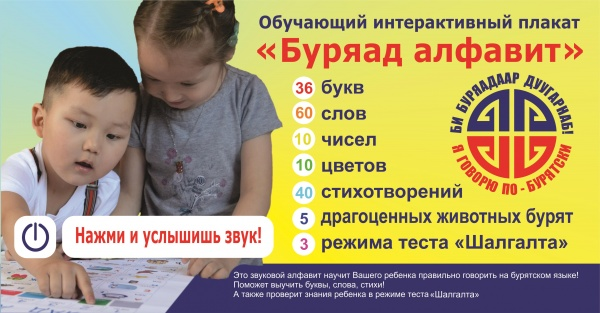 Обучающий интерактивный плакат
«Буряад алфавит»
36 букв
60 слов
10 чисел
10 цветов
40 стихотворений
5 драгоценных животных бурят
3 режима теста «Шалгалта»
БИ БУРЯАДААР ДУУГАРНАБ!
Я ГОВОРЮ ПО - БУРЯТСКИ
Нажми и услышишь звук!
Это звуковой алфавит научит Вашего ребенка правильно говорить на бурятском языке!
Поможет выучить буквы, слова, стихи!
А также проверит знания ребенка в режиме теста «Шалгалта»